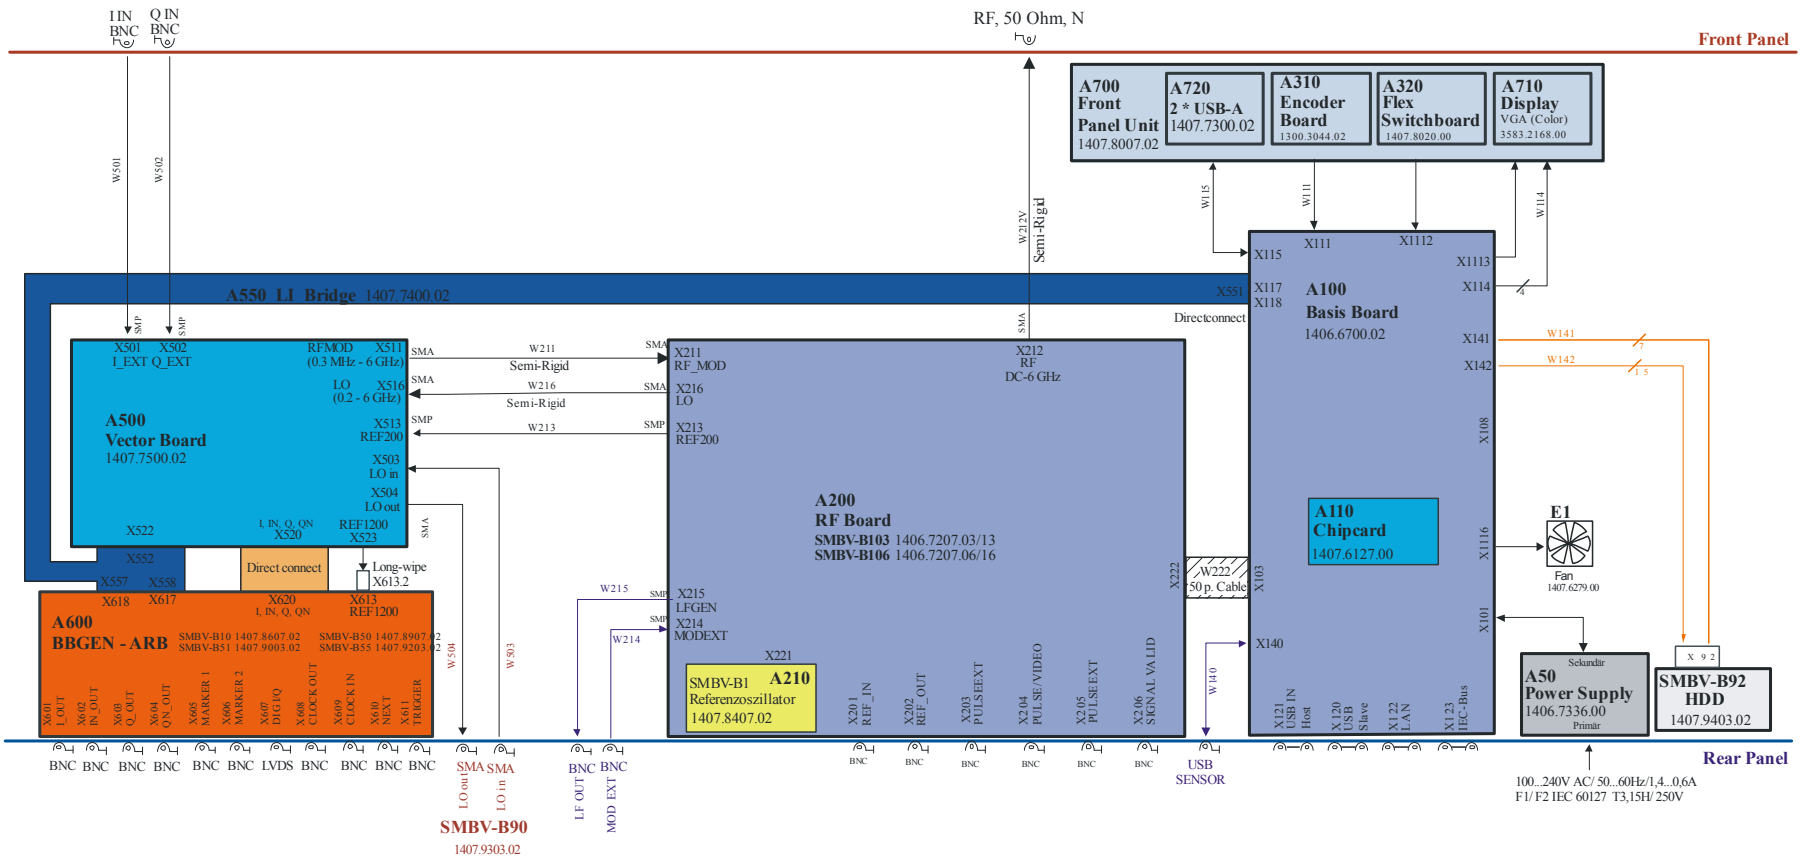 I IN
BNC
Q IN
BNC
RF, 50 Ohm, N
Front Panel
A700
Front
Panel Unit
1407.8007.02
A720
2 * USB-A
1407.7300.02
A310
Encoder
Board
1300.3044.02
A320
Flex
Switchboard
1407.8020.00
A710
Display
VGA (Color)
3583.2168.00
W501
W502
W212V
Semi-Rigid
W115
W111
W114
SMP
SMP
SMA
A550 LI Bridge 1407.7400.02
X551
Directconnect
X115
X111
X1112
X1113
X117
X118
X114
4
A100
Basis Board
1406.6700.02
X141
X142
W141
7
W142
1 5
X108
X1116
X101
X103
X140
A110
Chipcard
1407.6127.00
E1
Fan
1407.6279.00
X501
I_EXT
X502
Q_EXT
RFMOD
(0.3 MHz - 6 GHz)
X511
LO
(0.2 - 6 GHz)
X516
X513
REF200
X503
LO in
X504
LO out
A500
Vector Board
1407.7500.02
X522
I, IN, Q, QN
X520
REF1200
X523
SMA
W211
SMA
Semi-Rigid
SMA
W216
SMA
Semi-Rigid
SMP
W213
SMP
SMA
X211
RF_MOD
X216
LO
X213
REF200
X212
RF
DC-6 GHz
A200
RF Board
SMBV-B103 1406.7207.03/13
SMBV-B106 1406.7207.06/16
X222
W222
50 p. Cable
X552
X557
X558
Direct connect
Long-wipe
X613.2
X618
X617
X620
I, IN, Q, QN
X613
REF1200
A600
BBGEN - ARB
SMBV-B10 1407.8607.02
SMBV-B51 1407.9003.02
SMBV-B50 1407.8907.02
SMBV-B55 1407.9203.02
X601
I_OUT
X602
IN_OUT
X603
Q_OUT
X604
QN_OUT
X605
MARKER 1
X606
MARKER 2
X607
DIG I/Q
X608
CLOCK OUT
X609
CLOCK IN
X610
NEXT
X611
TRIGGER
W504
W503
W215
SMP
X215
LFGEN
W214
SMP
X214
MODEXT
X221
SMBV-B1
A210
Referenzoszillator
1407.8407.02
X201
REF_IN
X202
REF_OUT
X203
PULSEEXT
X204
PULSE/VIDEO
X205
PULSEEXT
X206
SIGNAL VALID
W140
X121
USB IN
Host
X120
USB
Slave
X122
LAN
X123
IEC-Bus
Sekundär
A50
Power Supply
1406.7336.00
Primär
X 9 2
SMBV-B92
HDD
1407.9403.02
Rear Panel
BNC
BNC
BNC
BNC
BNC
BNC
LVDS
BNC
BNC
BNC
BNC
SMA
LO out
SMA
LO in
SMBV-B90
1407.9303.02
BNC
LF OUT
BNC
MOD EXT
BNC
BNC
BNC
BNC
BNC
BNC
USB
SENSOR
100...240V AC/ 50...60Hz/1,4...0,6A
F1/ F2 IEC 60127 T3,15H/ 250V